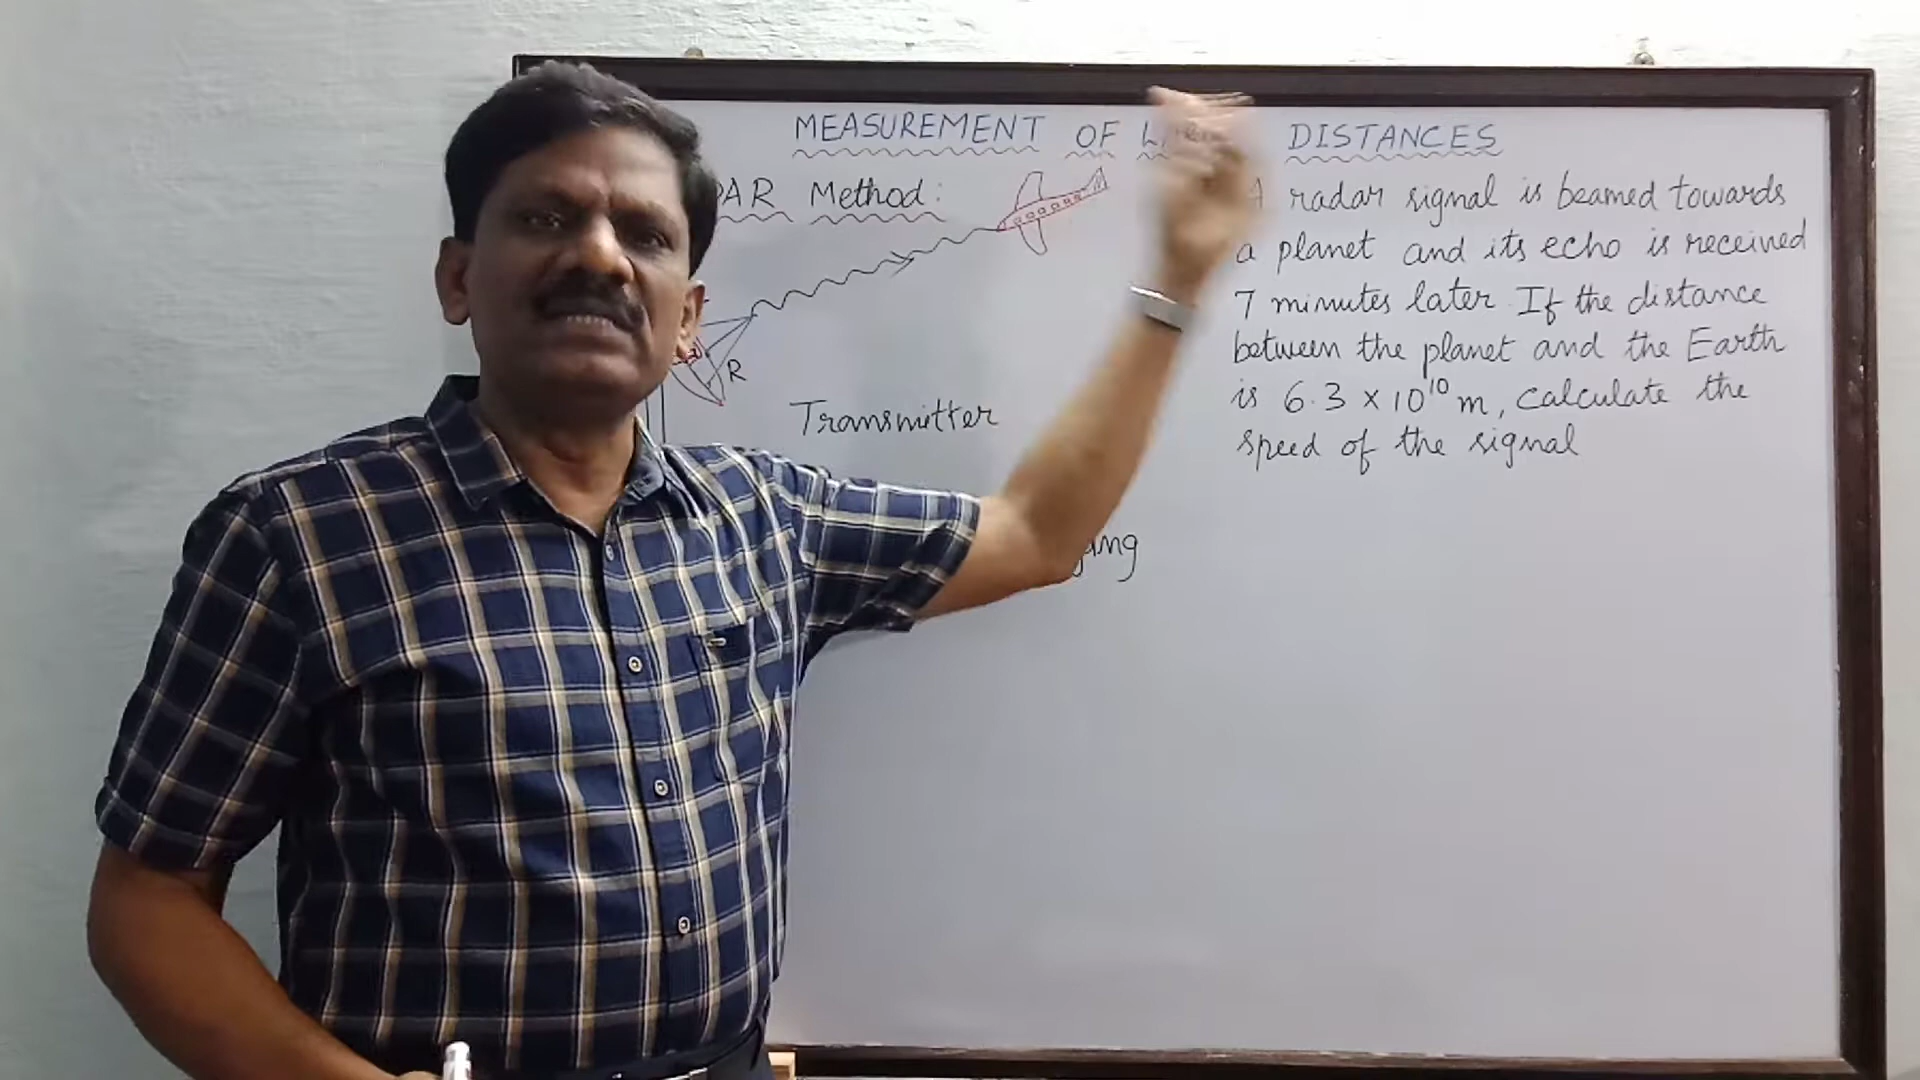 MEASUREMENT OF DISTANCES
Method:
R
Transmitter
radar signal is beamed towards
a planet and its echo is received
7 minutes later. If the distance
between the planet and the Earth
is 6.3 × 10¹⁰ m, calculate the
speed of the signal